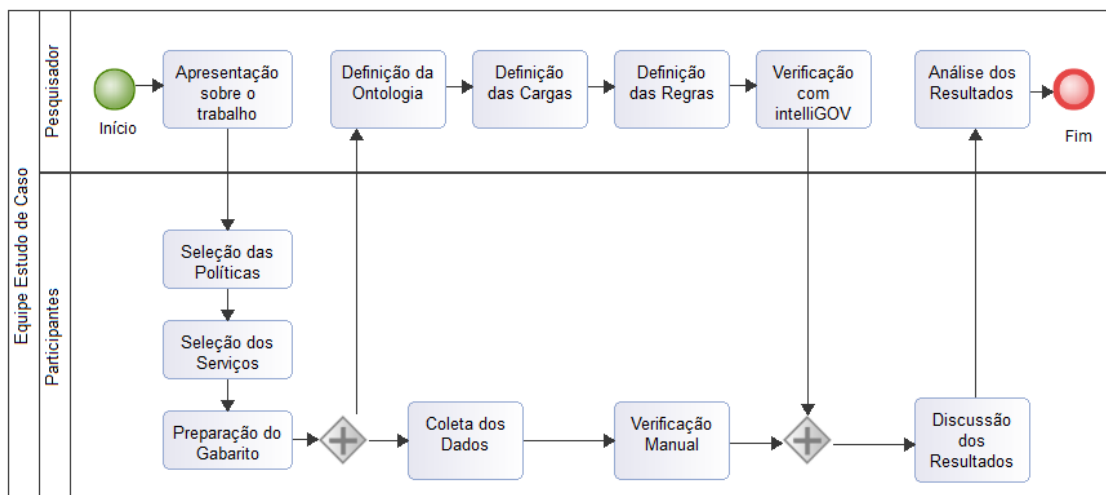 Equipe Estudo de Caso
Pesquisador
Início
Apresentação
sobre o
trabalho
Definição da
Ontologia
Definição
das Cargas
Definição
das Regras
Verificação
com
intelliGOV
Análise dos
Resultados
Fim
Participantes
Seleção das
Políticas
Seleção dos
Serviços
Preparação do
Gabarito
Coleta dos
Dados
Verificação
Manual
Discussão
dos
Resultados